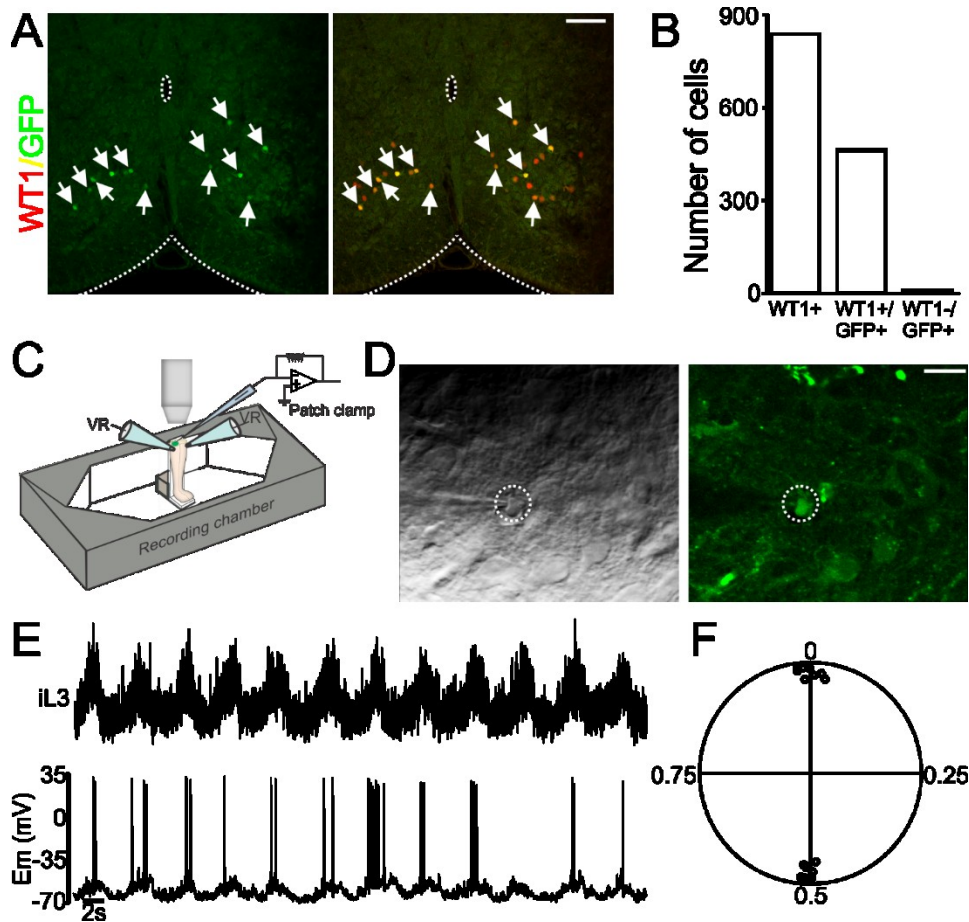 A
WT1/GFP
B
Number of cells
900
600
300
0
WT1+
WT1+/
GFP+
WT1-/
GFP+
C
VR
VR
Patch clamp
Recording chamber
D
E
iL3
Em (mV)
35
0
-35
-70
2s
F
0
0.25
0.5
0.75